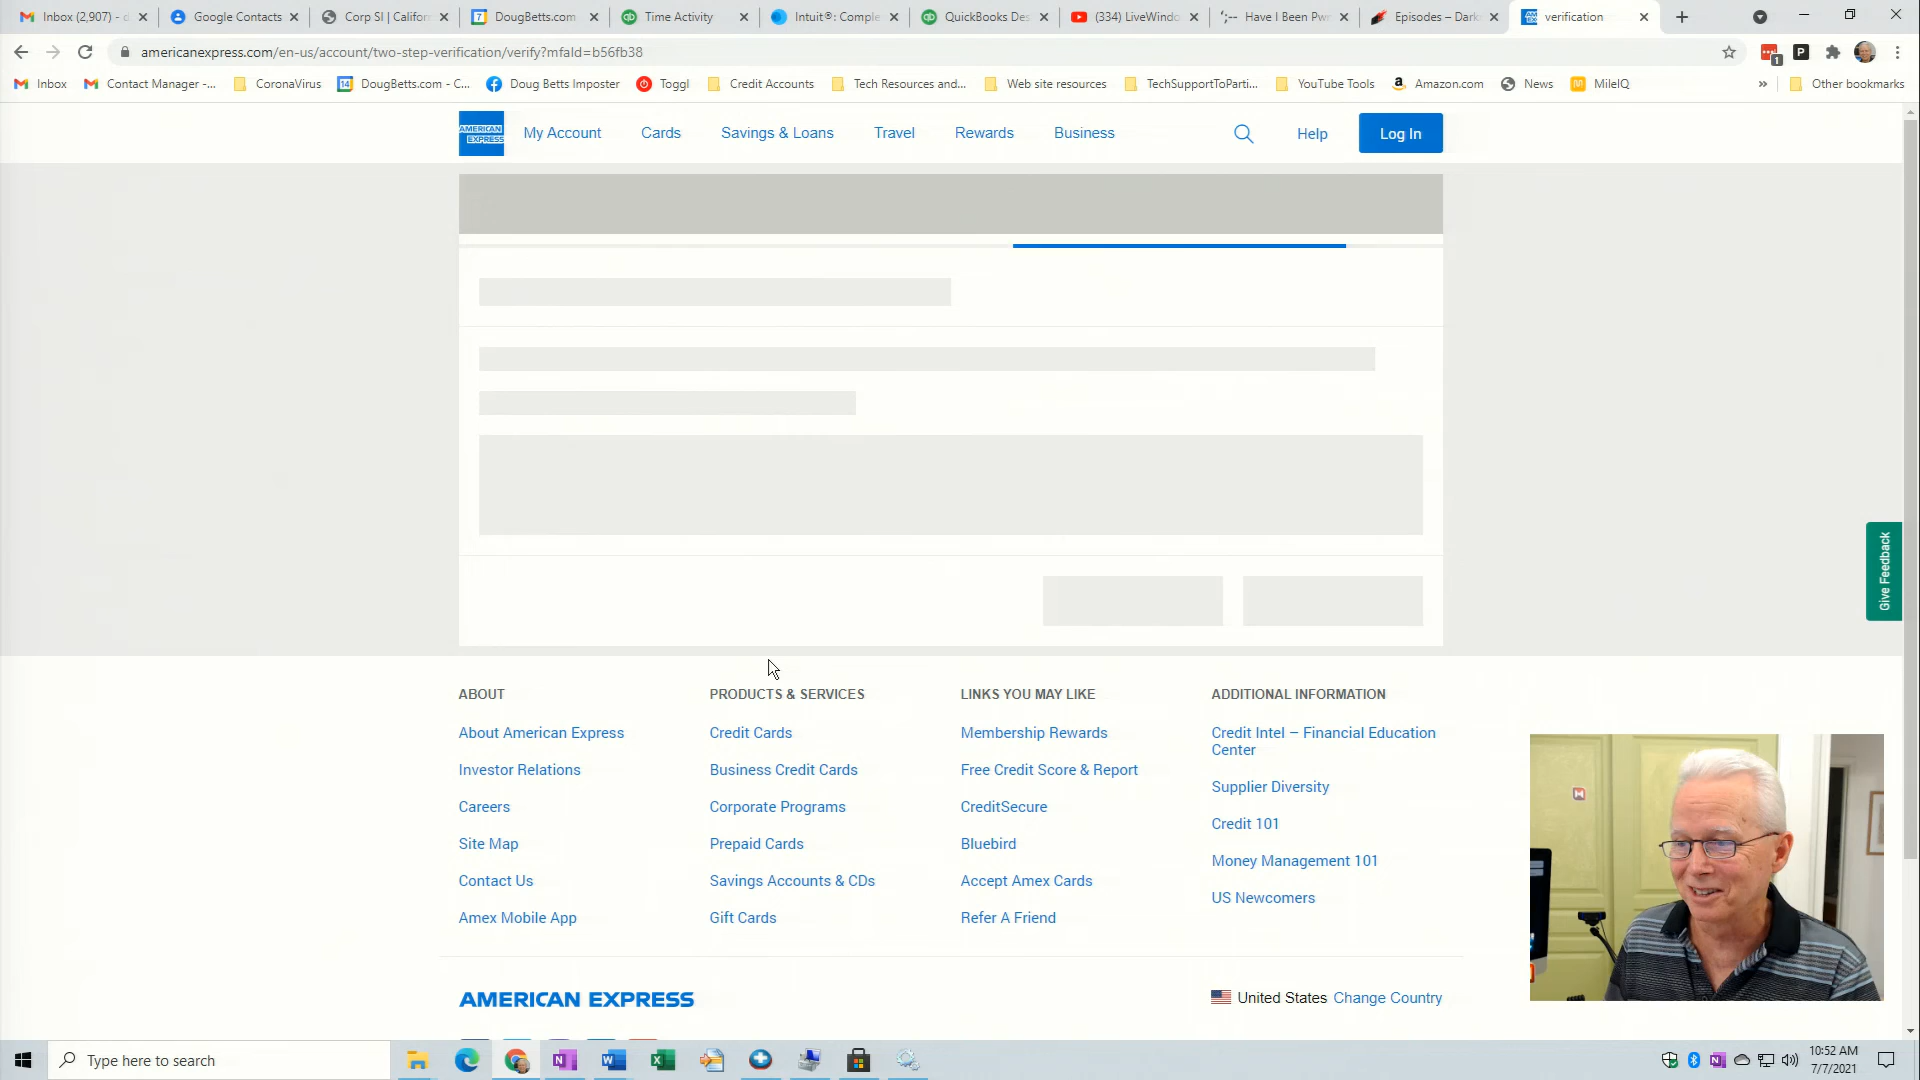 Inbox (2,907) - d
Google Contacts
Corp SI | Califor
DougBetts.com
Time Activity
Intuit®: Comple
QuickBooks Des
(334) LiveWindo
Have I Been Pwn
Episodes – Dark
verification
americanexpress.com/en-us/account/two-step-verification/verify?mfaId=b56fb38
Inbox
Contact Manager -...
CoronaVirus
DougBetts.com - C...
Doug Betts Imposter
Toggl
Credit Accounts
Tech Resources and...
Web site resources
TechSupportToParti...
YouTube Tools
Amazon.com
News
MileIQ
»
Other bookmarks
AMERICAN EXPRESS
My Account
Cards
Savings & Loans
Travel
Rewards
Business
Help
Log In
Give Feedback
ABOUT
About American Express
Investor Relations
Careers
Site Map
Contact Us
Amex Mobile App
PRODUCTS & SERVICES
Credit Cards
Business Credit Cards
Corporate Programs
Prepaid Cards
Savings Accounts & CDs
Gift Cards
LINKS YOU MAY LIKE
Membership Rewards
Free Credit Score & Report
CreditSecure
Bluebird
Accept Amex Cards
Refer A Friend
ADDITIONAL INFORMATION
Credit Intel – Financial Education
Center
Supplier Diversity
Credit 101
Money Management 101
US Newcomers
AMERICAN EXPRESS
United States Change Country
Type here to search
10:52 AM
7/7/2021